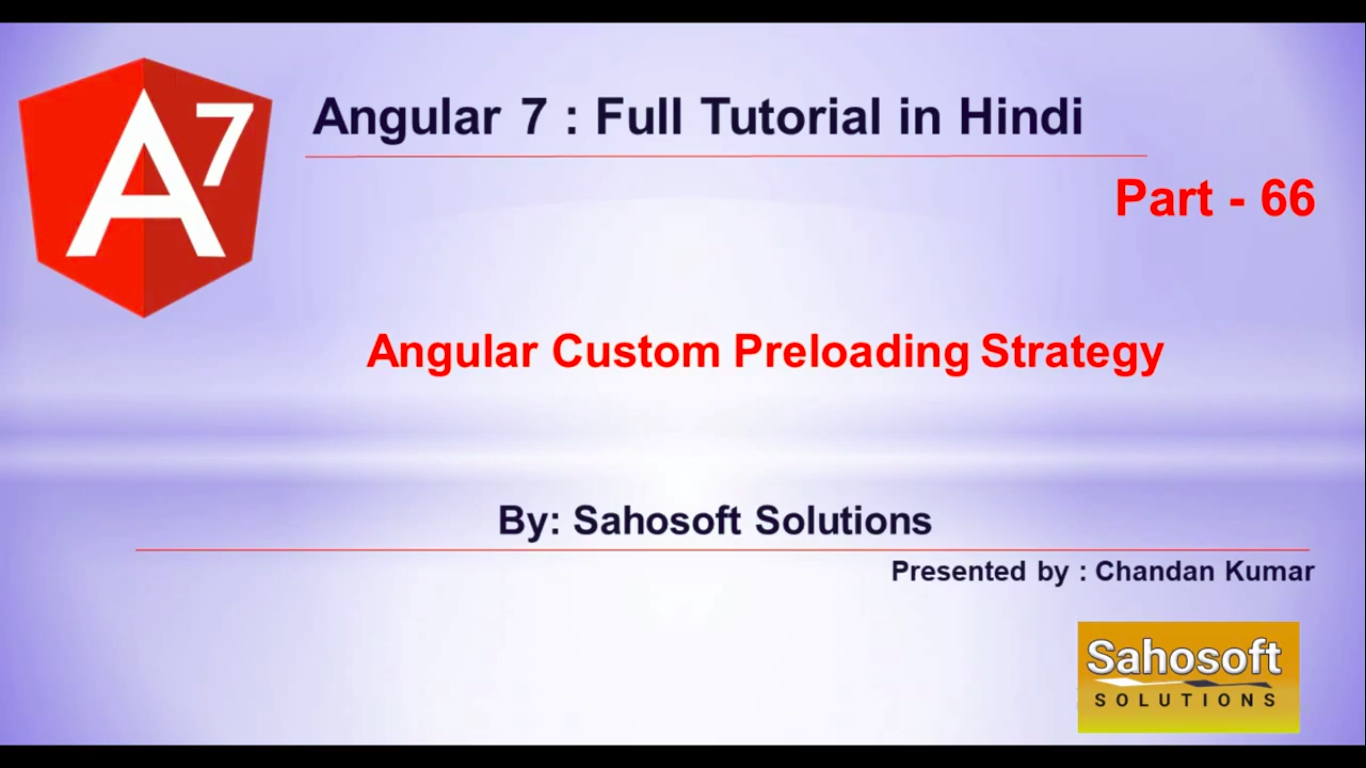 A7
Angular 7 : Full Tutorial in Hindi
Part - 66
Angular Custom Preloading Strategy
By: Sahosoft Solutions
Presented by : Chandan Kumar
Sahosoft
SOLUTIONS